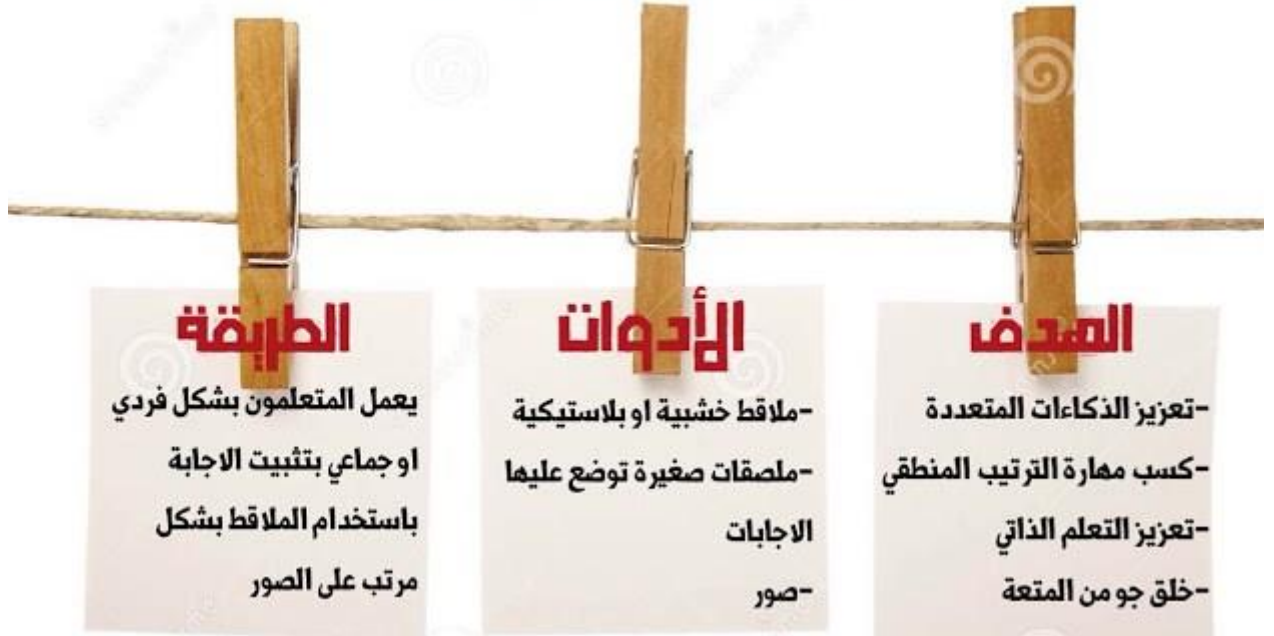 الهدف
-تعزيز الذكاءات المتعددة
-كسب مهارة الترتيب المنطقي
-تعزيز التعلم الذاتي
-خلق جو من المتعة
الأدوات
-ملاقط خشبية او بلاستيكية
-ملصقات صغيرة توضع عليها
الاجابات
-صور
الطريقة
يعمل المتعلمون بشكل فردي
او جماعي بتثبيت الاجابة
باستخدام الملاقط بشكل
مرتب على الصور